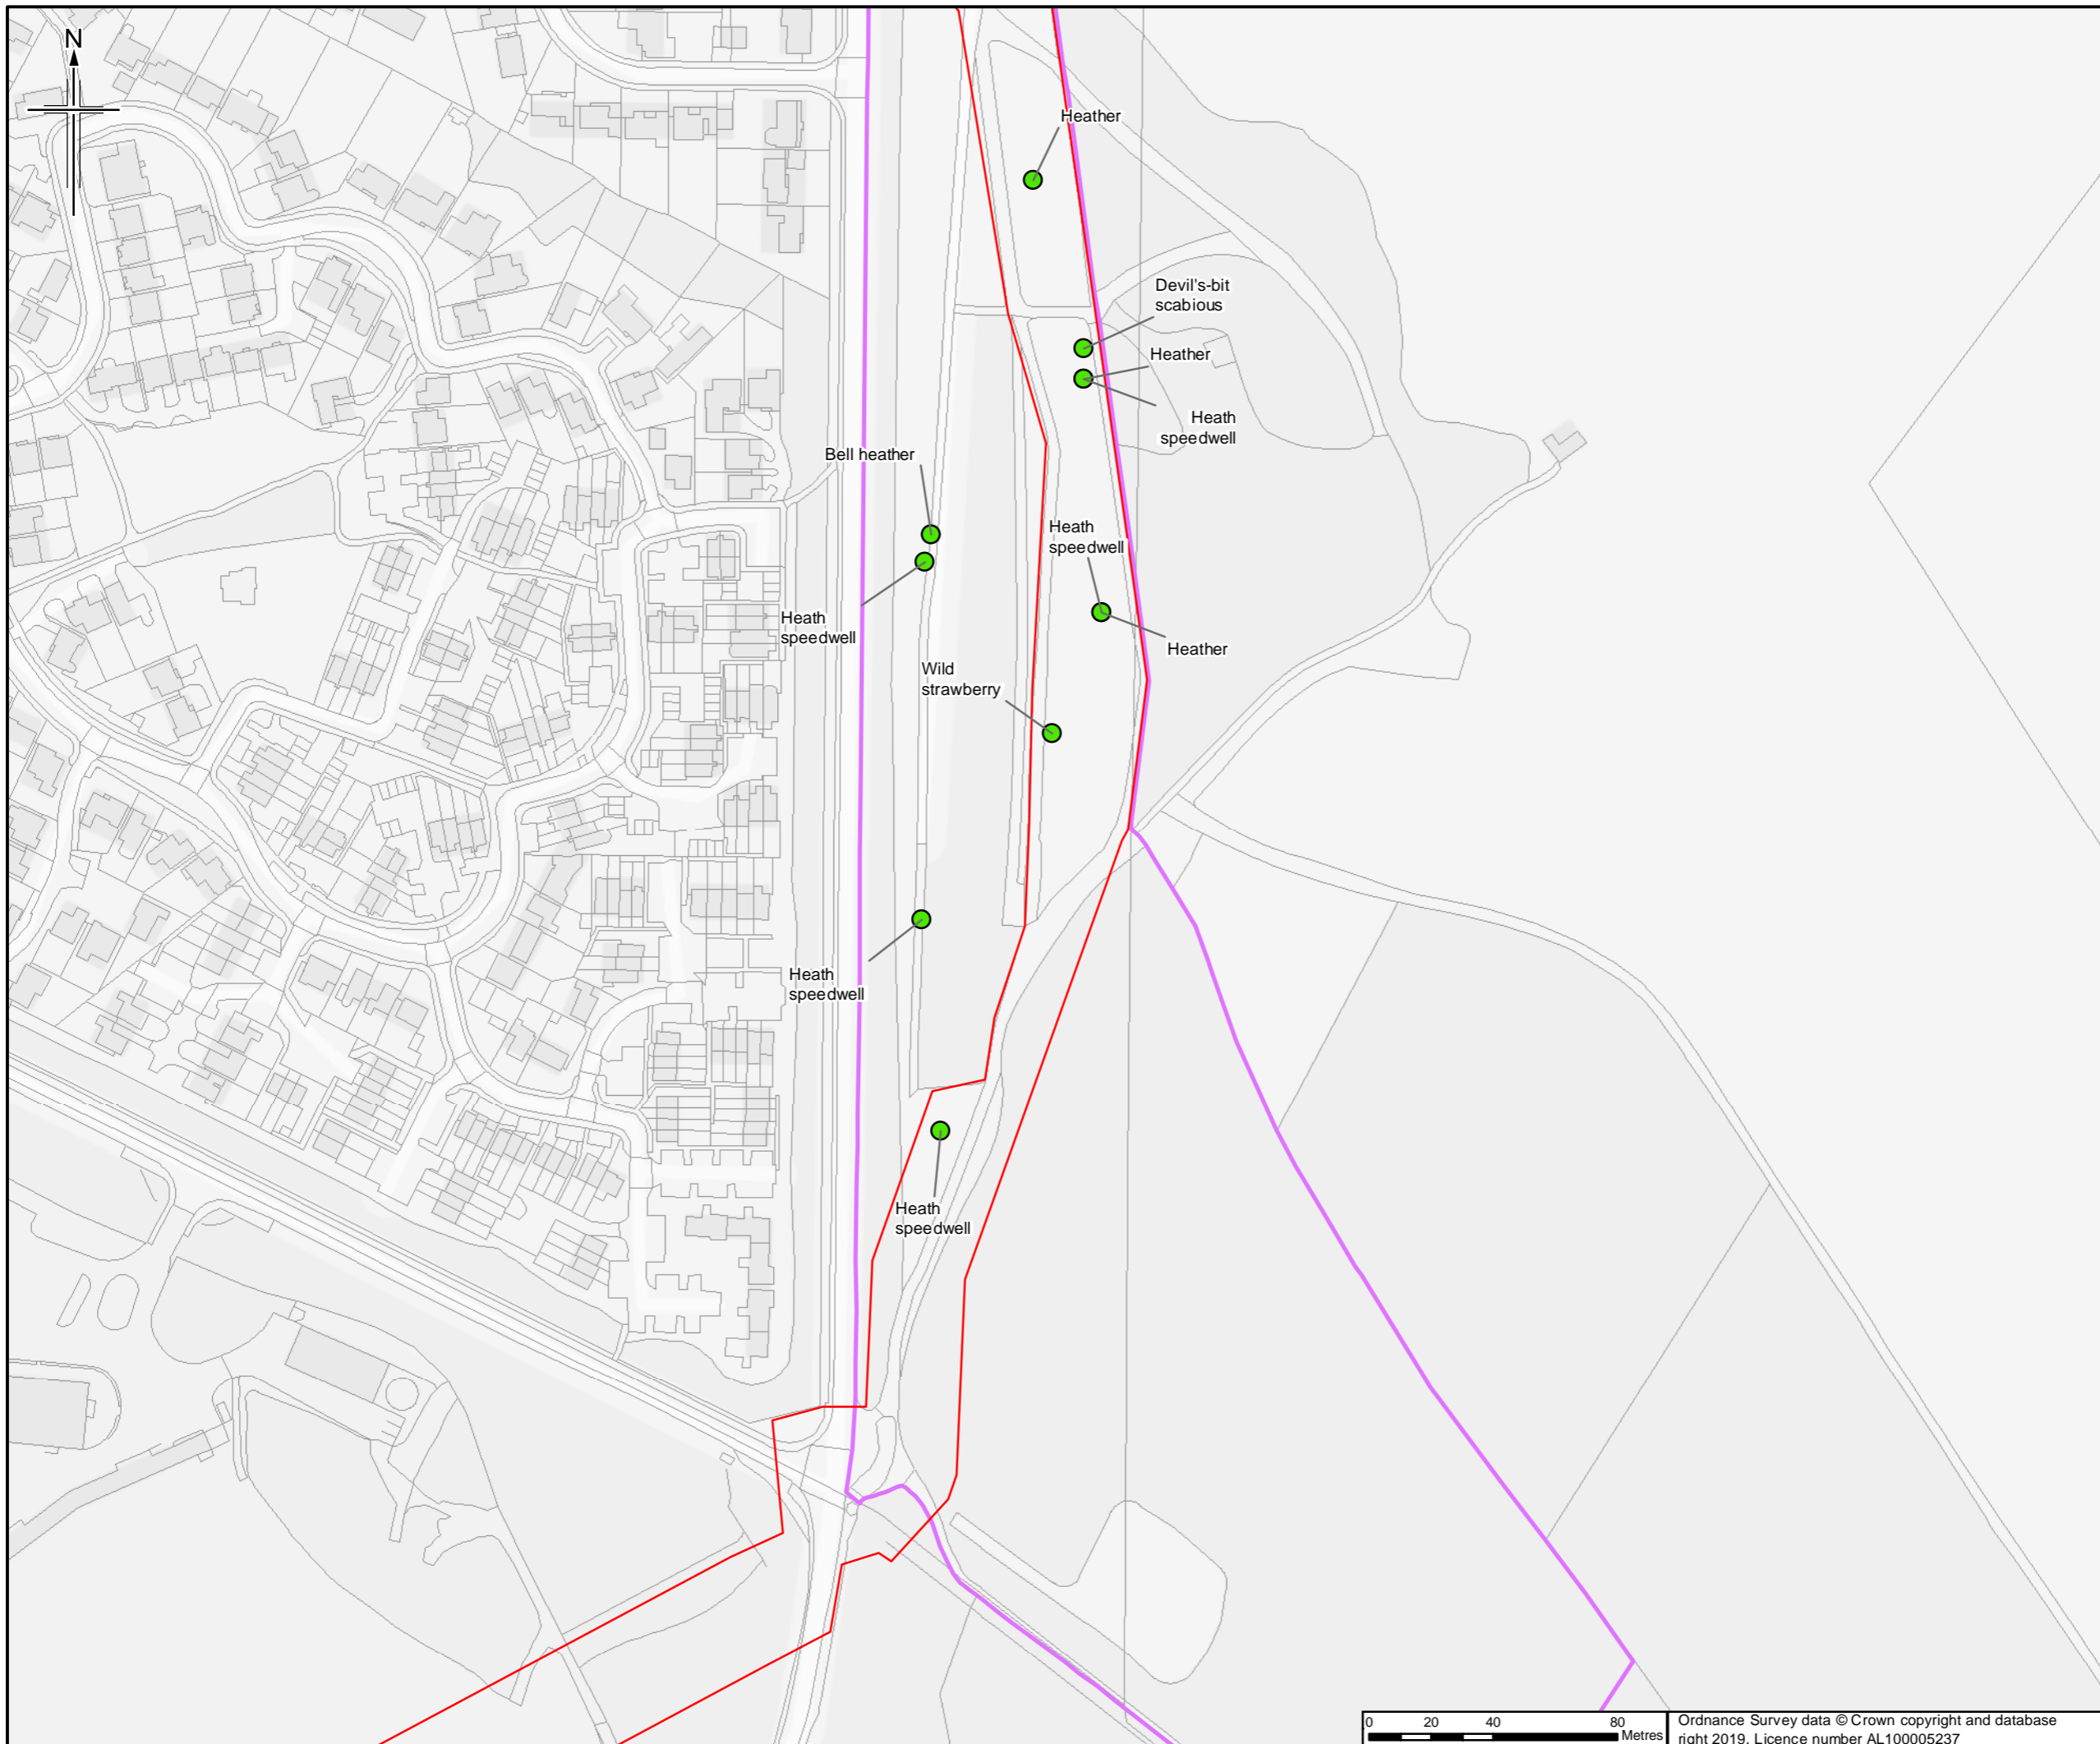 N
Heather
Devil's-bit
scabious
Heather
Heath
speedwell
Bell heather
Heath
speedwell
Heath
speedwell
Heather
Wild
strawberry
Heath
speedwell
Heath
speedwell
0 20 40 80
Metres
Ordnance Survey data © Crown copyright and database
right 2019. Licence number AL100005237